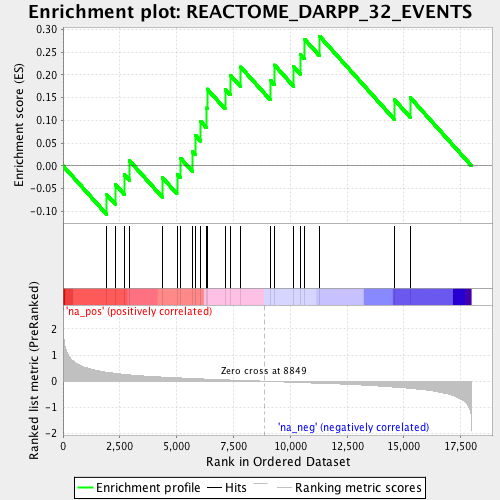 Enrichment plot: REACTOME_DARPP_32_EVENTS
Enrichment score (ES)
0.30
0.25
0.20
0.15
0.10
0.05
0.00
-0.05
-0.10
'na_pos' (positively correlated)
Ranked list metric (PreRanked)
2
1
0
-1
-2
Zero cross at 8849
'na_neg' (negatively correlated)
0
2,500
5,000
7,500
10,000
12,500
15,000
17,500
Rank in Ordered Dataset
Enrichment profile
Hits
Ranking metric scores